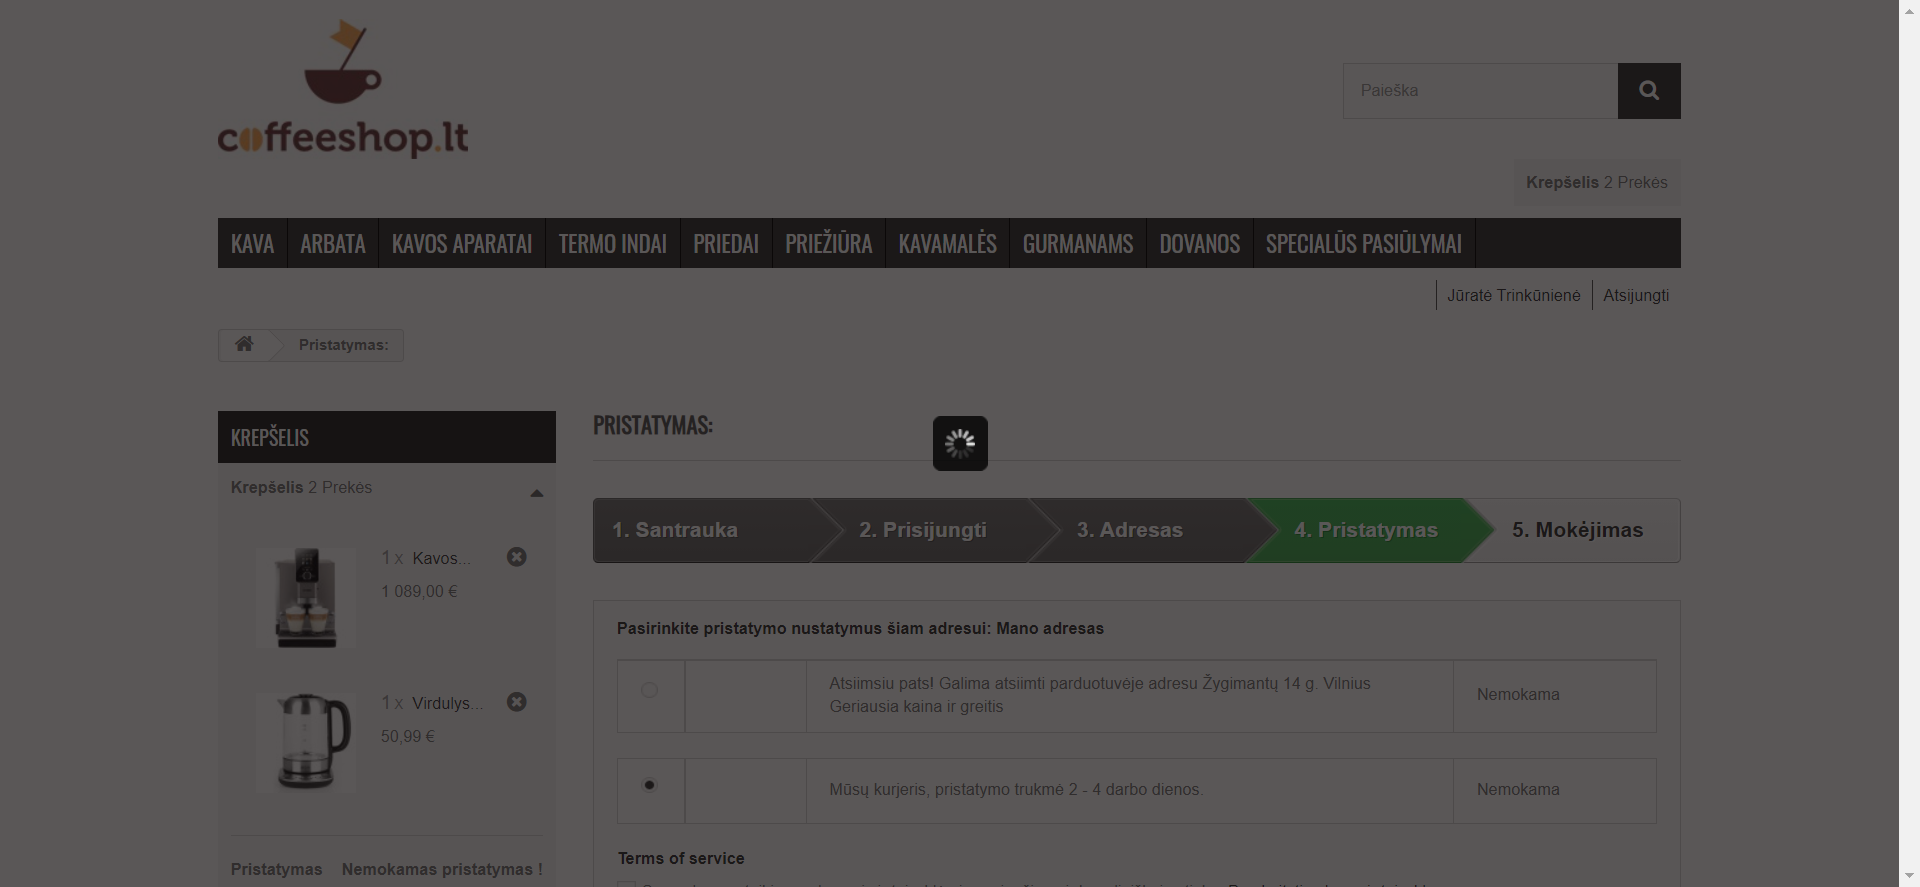 coffeeshop.lt
Paieška
Krepšelis 2 Prekės
KAVA ARBATA KAVOS APARATAI TERMO INDAI PRIEDAI PRIEŽIŪRA KAVAMALĖS GURMANAMS DOVANOS SPECIALŪS PASIŪLYMAI
Jūratė Trinkūnienė Atsijungti
Pristatymas:
KREPŠELIS
Krepšelis 2 Prekės
1 x Kavos...
1 089,00 €
1 x Virdulys...
50,99 €
Pristatymas Nemokamas pristatymas !
PRISTATYMAS:
1. Santrauka 2. Prisijungti 3. Adresas 4. Pristatymas 5. Mokėjimas
Pasirinkite pristatymo nustatymus šiam adresui: Mano adresas
Atsiimsiu pats! Galima atsiimti parduotuvėje adresu Žygimantų 14 g. Vilnius
Geriausia kaina ir greitis
Nemokama
Mūsų kurjeris, pristatymo trukmė 2 - 4 darbo dienos.
Nemokama
Terms of service